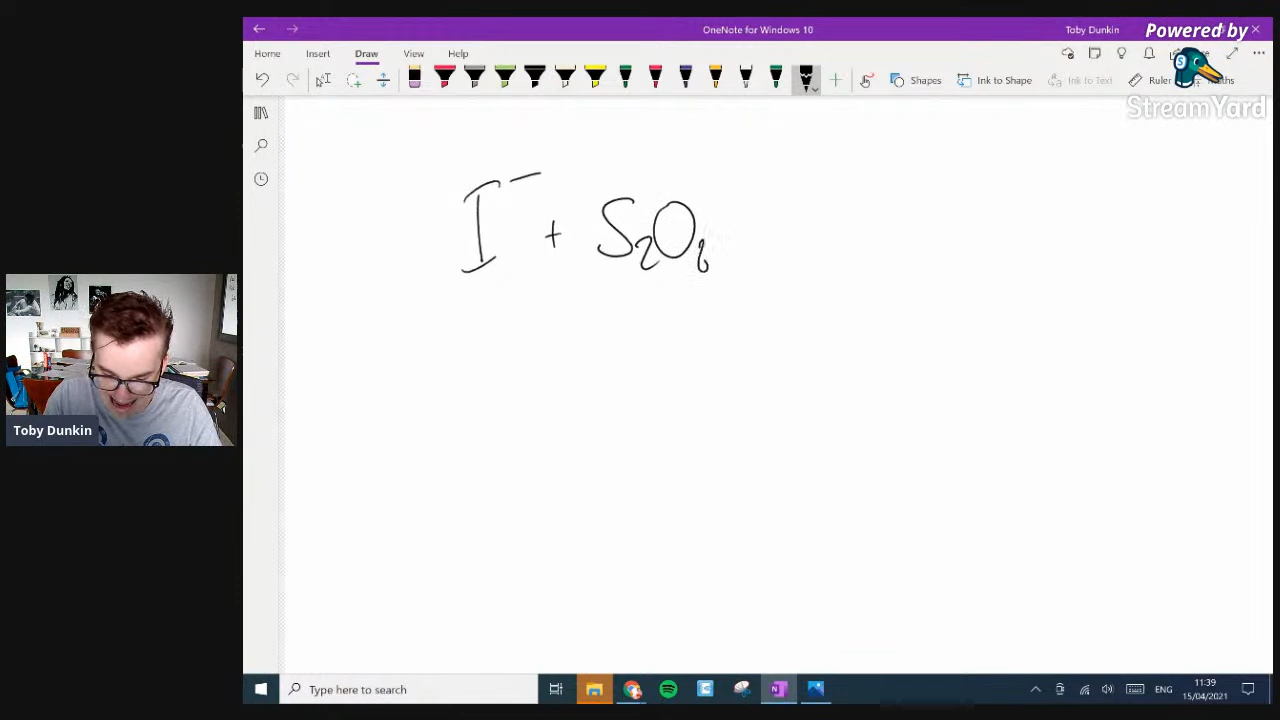 OneNote for Windows 10
Toby Dunkin
Powered by
StreamYard
Home Insert Draw View Help
Shapes Ink to Shape Ink to Text Ruler
I⁻ + S₂O₈
Toby Dunkin
Type here to search
ENG
11:39
15/04/2021